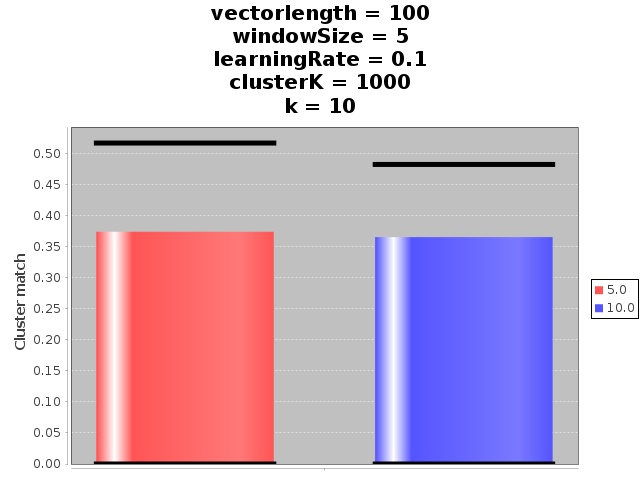 vectorlength = 100
windowSize = 5
learningRate = 0.1
clusterK = 1000
k = 10
0.50
0.45
0.40
0.35
0.30
0.25
0.20
0.15
0.10
0.05
0.00
Cluster match
5.0
10.0